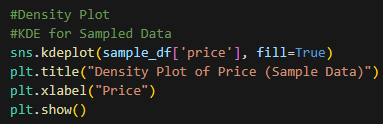 #Density Plot
#KDE for Sampled Data
sns.kdeplot(sample_df['price'], fill=True)
plt.title("Density Plot of Price (Sample Data)")
plt.xlabel("Price")
plt.show()